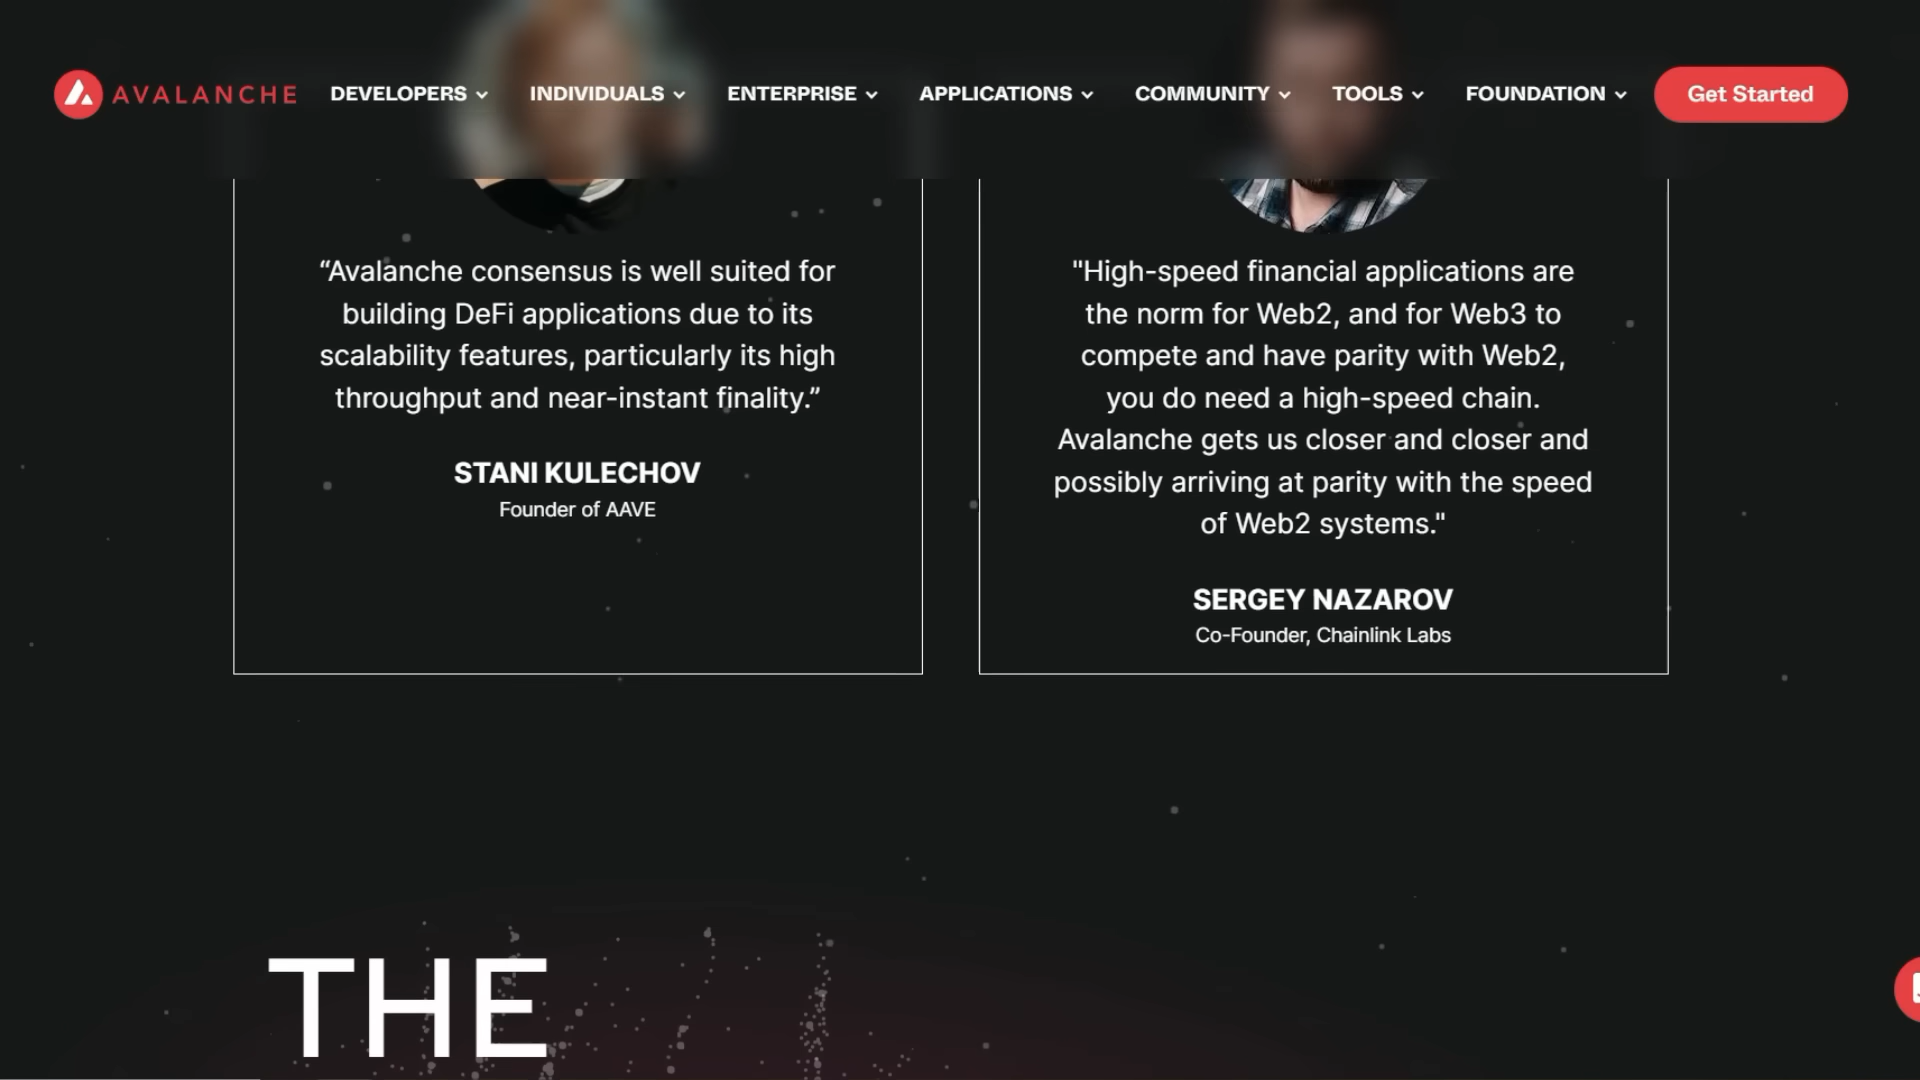 AVALANCHE DEVELOPERS INDIVIDUALS ENTERPRISE APPLICATIONS COMMUNITY TOOLS FOUNDATION Get Started
“Avalanche consensus is well suited for
building DeFi applications due to its
scalability features, particularly its high
throughput and near-instant finality.”
STANI KULECHOV
Founder of AAVE
"High-speed financial applications are
the norm for Web2, and for Web3 to
compete and have parity with Web2,
you do need a high-speed chain.
Avalanche gets us closer and closer and
possibly arriving at parity with the speed
of Web2 systems."
SERGEY NAZAROV
Co-Founder, Chainlink Labs
THE